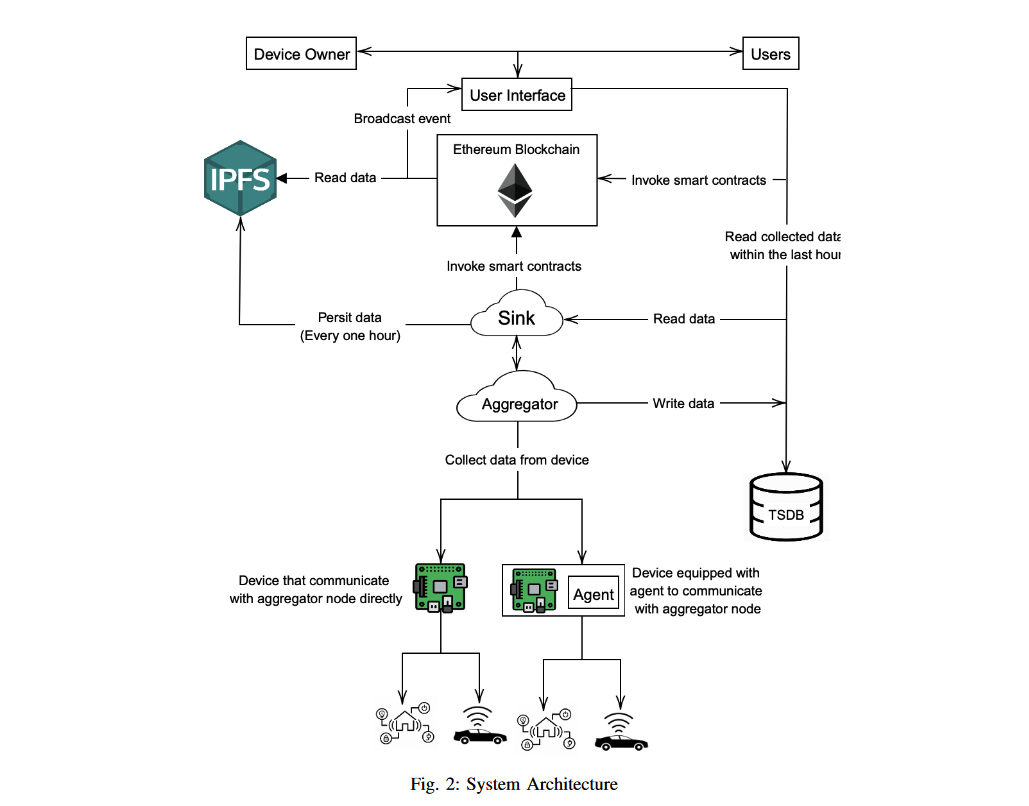 Device Owner
Users
User Interface
Broadcast event
Ethereum Blockchain
IPFS
Read data
Invoke smart contracts
Read collected data
within the last hour
Invoke smart contracts
Sink
Persit data
(Every one hour)
Read data
Aggregator
Write data
Collect data from device
TSDB
Device that communicate
with aggregator node directly
Agent
Device equipped with
agent to communicate
with aggregator node
Fig. 2: System Architecture